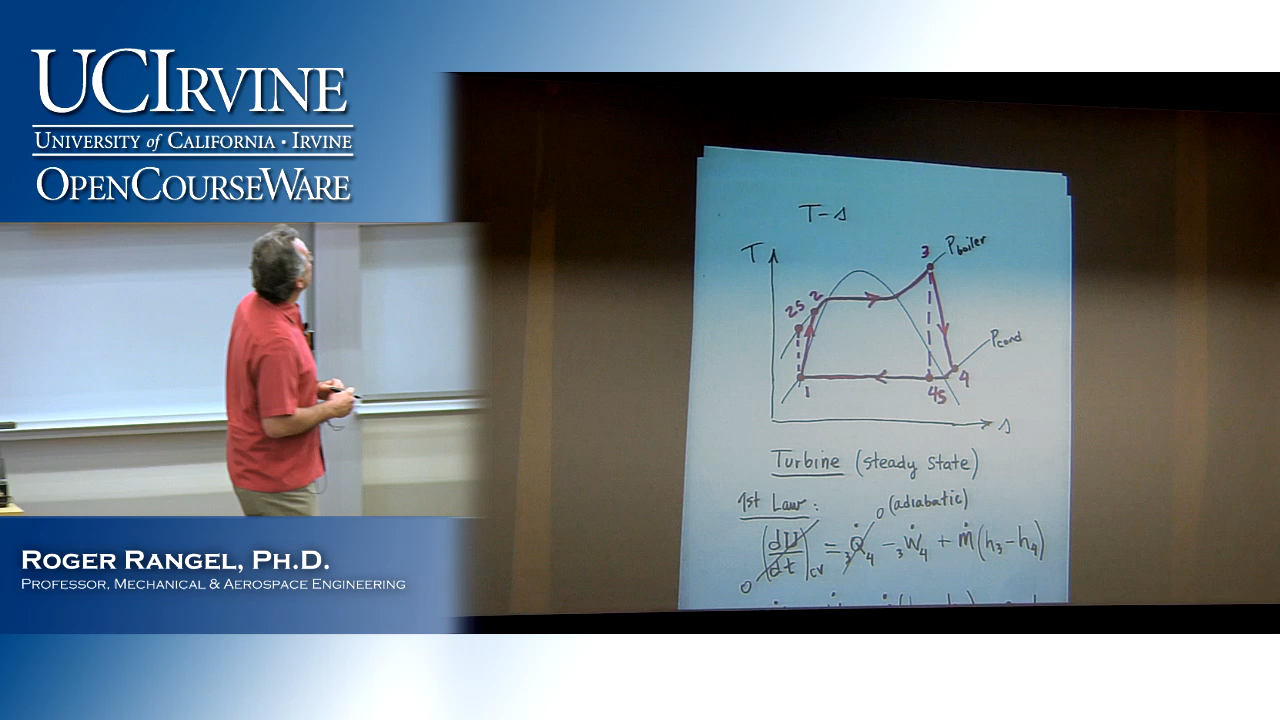 UCIRVINE
UNIVERSITY of CALIFORNIA · IRVINE
OPENCOURSEWARE
ROGER RANGEL, PH.D.
PROFESSOR, MECHANICAL & AEROSPACE ENGINEERING
T-s
T
3
Pboiler
2s
2
Pcond
1
4s
4
s
Turbine (steady state)
1st Law:
0 (adiabatic)
(dU/dt)cv = 3Q̇4 - 3Ẇ4 + ṁ(h3-h4)
0